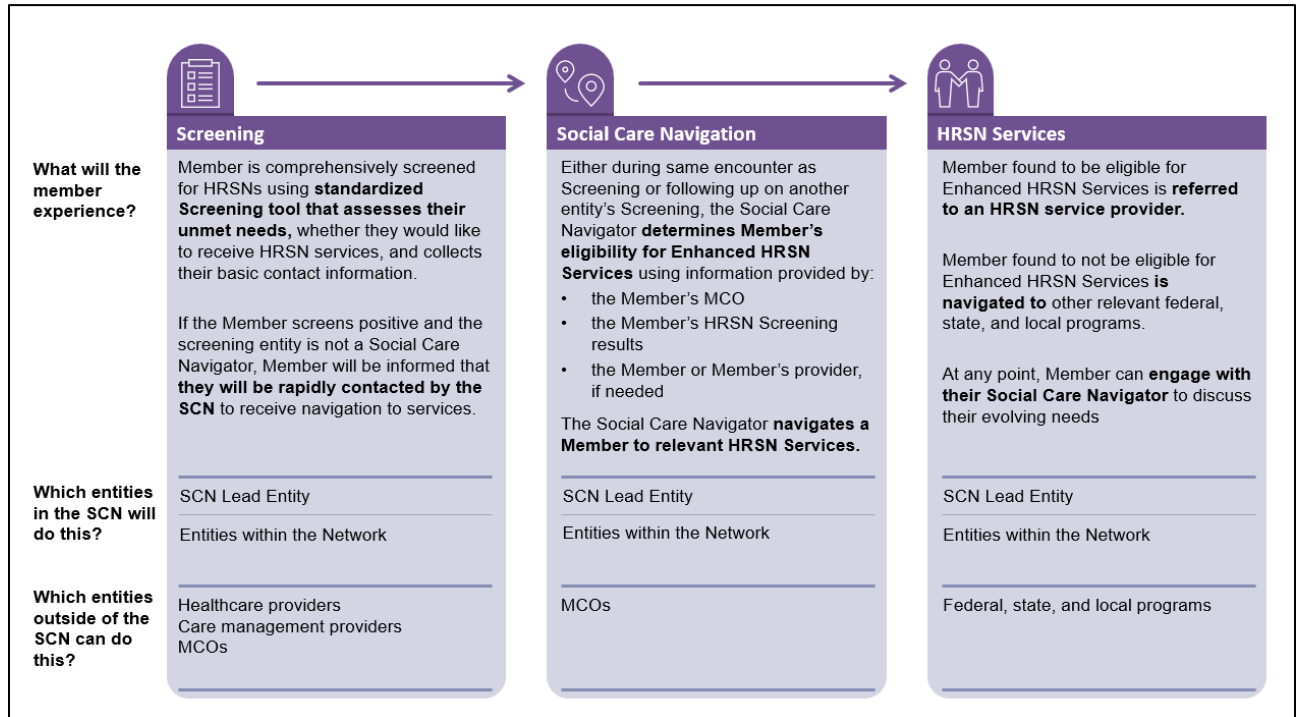 Screening
Social Care Navigation
HRSN Services
What will the
member
experience?
Member is comprehensively screened
for HRSNs using standardized
Screening tool that assesses their
unmet needs, whether they would like
to receive HRSN services, and collects
their basic contact information.
If the Member screens positive and the
screening entity is not a Social Care
Navigator, Member will be informed that
they will be rapidly contacted by the
SCN to receive navigation to services.
Either during same encounter as
Screening or following up on another
entity’s Screening, the Social Care
Navigator determines Member’s
eligibility for Enhanced HRSN
Services using information provided by:
• the Member’s MCO
• the Member’s HRSN Screening
results
• the Member or Member’s provider,
if needed
The Social Care Navigator navigates a
Member to relevant HRSN Services.
Member found to be eligible for
Enhanced HRSN Services is referred
to an HRSN service provider.
Member found to not be eligible for
Enhanced HRSN Services is
navigated to other relevant federal,
state, and local programs.
At any point, Member can engage with
their Social Care Navigator to discuss
their evolving needs
Which entities
in the SCN will
do this?
SCN Lead Entity
Entities within the Network
SCN Lead Entity
Entities within the Network
SCN Lead Entity
Entities within the Network
Which entities
outside of the
SCN can do
this?
Healthcare providers
Care management providers
MCOs
MCOs
Federal, state, and local programs